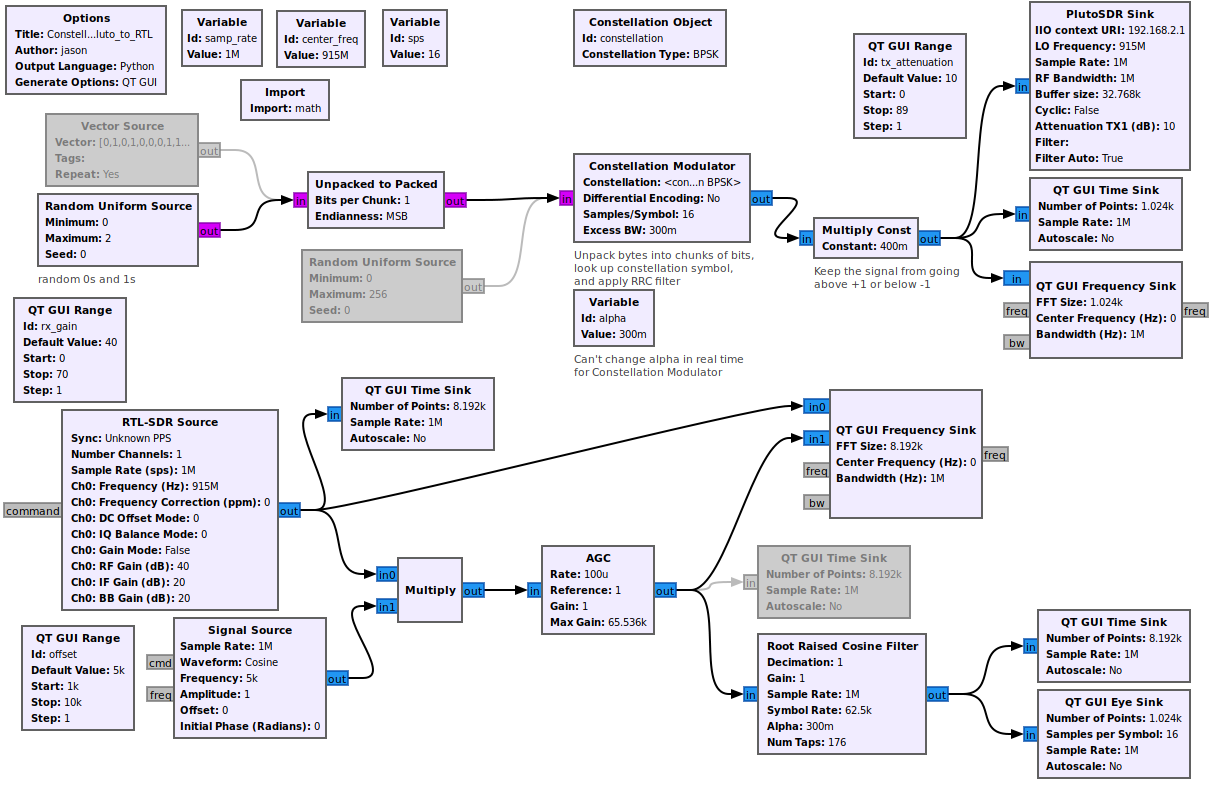 Options
Title: Constell...luto_to_RTL
Author: jason
Output Language: Python
Generate Options: QT GUI
Variable
Id: samp_rate
Value: 1M
Variable
Id: center_freq
Value: 915M
Variable
Id: sps
Value: 16
Import
Import: math
Constellation Object
Id: constellation
Constellation Type: BPSK
QT GUI Range
Id: tx_attenuation
Default Value: 10
Start: 0
Stop: 89
Step: 1
PlutoSDR Sink
IIO context URI: 192.168.2.1
LO Frequency: 915M
Sample Rate: 1M
RF Bandwidth: 1M
Buffer size: 32.768k
Cyclic: False
Attenuation TX1 (dB): 10
Filter:
Filter Auto: True
in
Vector Source
Vector: [0,1,0,1,0,0,0,1,1...
Tags:
Repeat: Yes
out
Random Uniform Source
Minimum: 0
Maximum: 2
Seed: 0
out
random 0s and 1s
in
Unpacked to Packed
Bits per Chunk: 1
Endianness: MSB
out
Random Uniform Source
Minimum: 0
Maximum: 256
Seed: 0
out
in
Constellation Modulator
Constellation: <con...n BPSK>
Differential Encoding: No
Samples/Symbol: 16
Excess BW: 300m
out
Unpack bytes into chunks of bits,
look up constellation symbol,
and apply RRC filter
Variable
Id: alpha
Value: 300m
Can't change alpha in real time
for Constellation Modulator
in
Multiply Const
Constant: 400m
out
Keep the signal from going
above +1 or below -1
in
QT GUI Time Sink
Number of Points: 1.024k
Sample Rate: 1M
Autoscale: No
in
freq
bw
QT GUI Frequency Sink
FFT Size: 1.024k
Center Frequency (Hz): 0
Bandwidth (Hz): 1M
freq
QT GUI Range
Id: rx_gain
Default Value: 40
Start: 0
Stop: 70
Step: 1
command
RTL-SDR Source
Sync: Unknown PPS
Number Channels: 1
Sample Rate (sps): 1M
Ch0: Frequency (Hz): 915M
Ch0: Frequency Correction (ppm): 0
Ch0: DC Offset Mode: 0
Ch0: IQ Balance Mode: 0
Ch0: Gain Mode: False
Ch0: RF Gain (dB): 40
Ch0: IF Gain (dB): 20
Ch0: BB Gain (dB): 20
out
in
QT GUI Time Sink
Number of Points: 8.192k
Sample Rate: 1M
Autoscale: No
in0
in1
freq
bw
QT GUI Frequency Sink
FFT Size: 8.192k
Center Frequency (Hz): 0
Bandwidth (Hz): 1M
freq
QT GUI Range
Id: offset
Default Value: 5k
Start: 1k
Stop: 10k
Step: 1
cmd
freq
Signal Source
Sample Rate: 1M
Waveform: Cosine
Frequency: 5k
Amplitude: 1
Offset: 0
Initial Phase (Radians): 0
out
in0
in1
Multiply
out
in
AGC
Rate: 100u
Reference: 1
Gain: 1
Max Gain: 65.536k
out
in
QT GUI Time Sink
Number of Points: 8.192k
Sample Rate: 1M
Autoscale: No
in
Root Raised Cosine Filter
Decimation: 1
Gain: 1
Sample Rate: 1M
Symbol Rate: 62.5k
Alpha: 300m
Num Taps: 176
out
in
QT GUI Time Sink
Number of Points: 8.192k
Sample Rate: 1M
Autoscale: No
in
QT GUI Eye Sink
Number of Points: 1.024k
Samples per Symbol: 16
Sample Rate: 1M
Autoscale: No